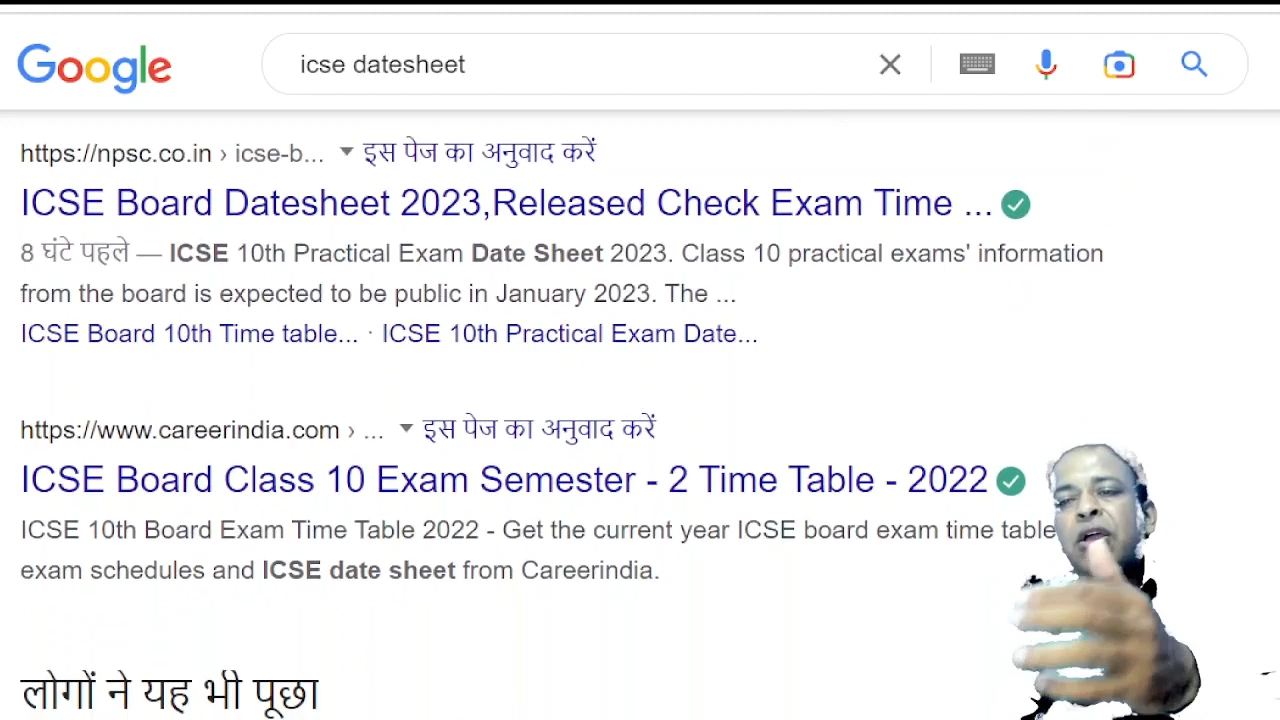 Google
icse datesheet
https://npsc.co.in › icse-b... इस पेज का अनुवाद करें
ICSE Board Datesheet 2023,Released Check Exam Time ...
8 घंटे पहले — ICSE 10th Practical Exam Date Sheet 2023. Class 10 practical exams' information
from the board is expected to be public in January 2023. The ...
ICSE Board 10th Time table... · ICSE 10th Practical Exam Date...
https://www.careerindia.com › ... इस पेज का अनुवाद करें
ICSE Board Class 10 Exam Semester - 2 Time Table - 2022
ICSE 10th Board Exam Time Table 2022 - Get the current year ICSE board exam time table
exam schedules and ICSE date sheet from Careerindia.
लोगों ने यह भी पूछा